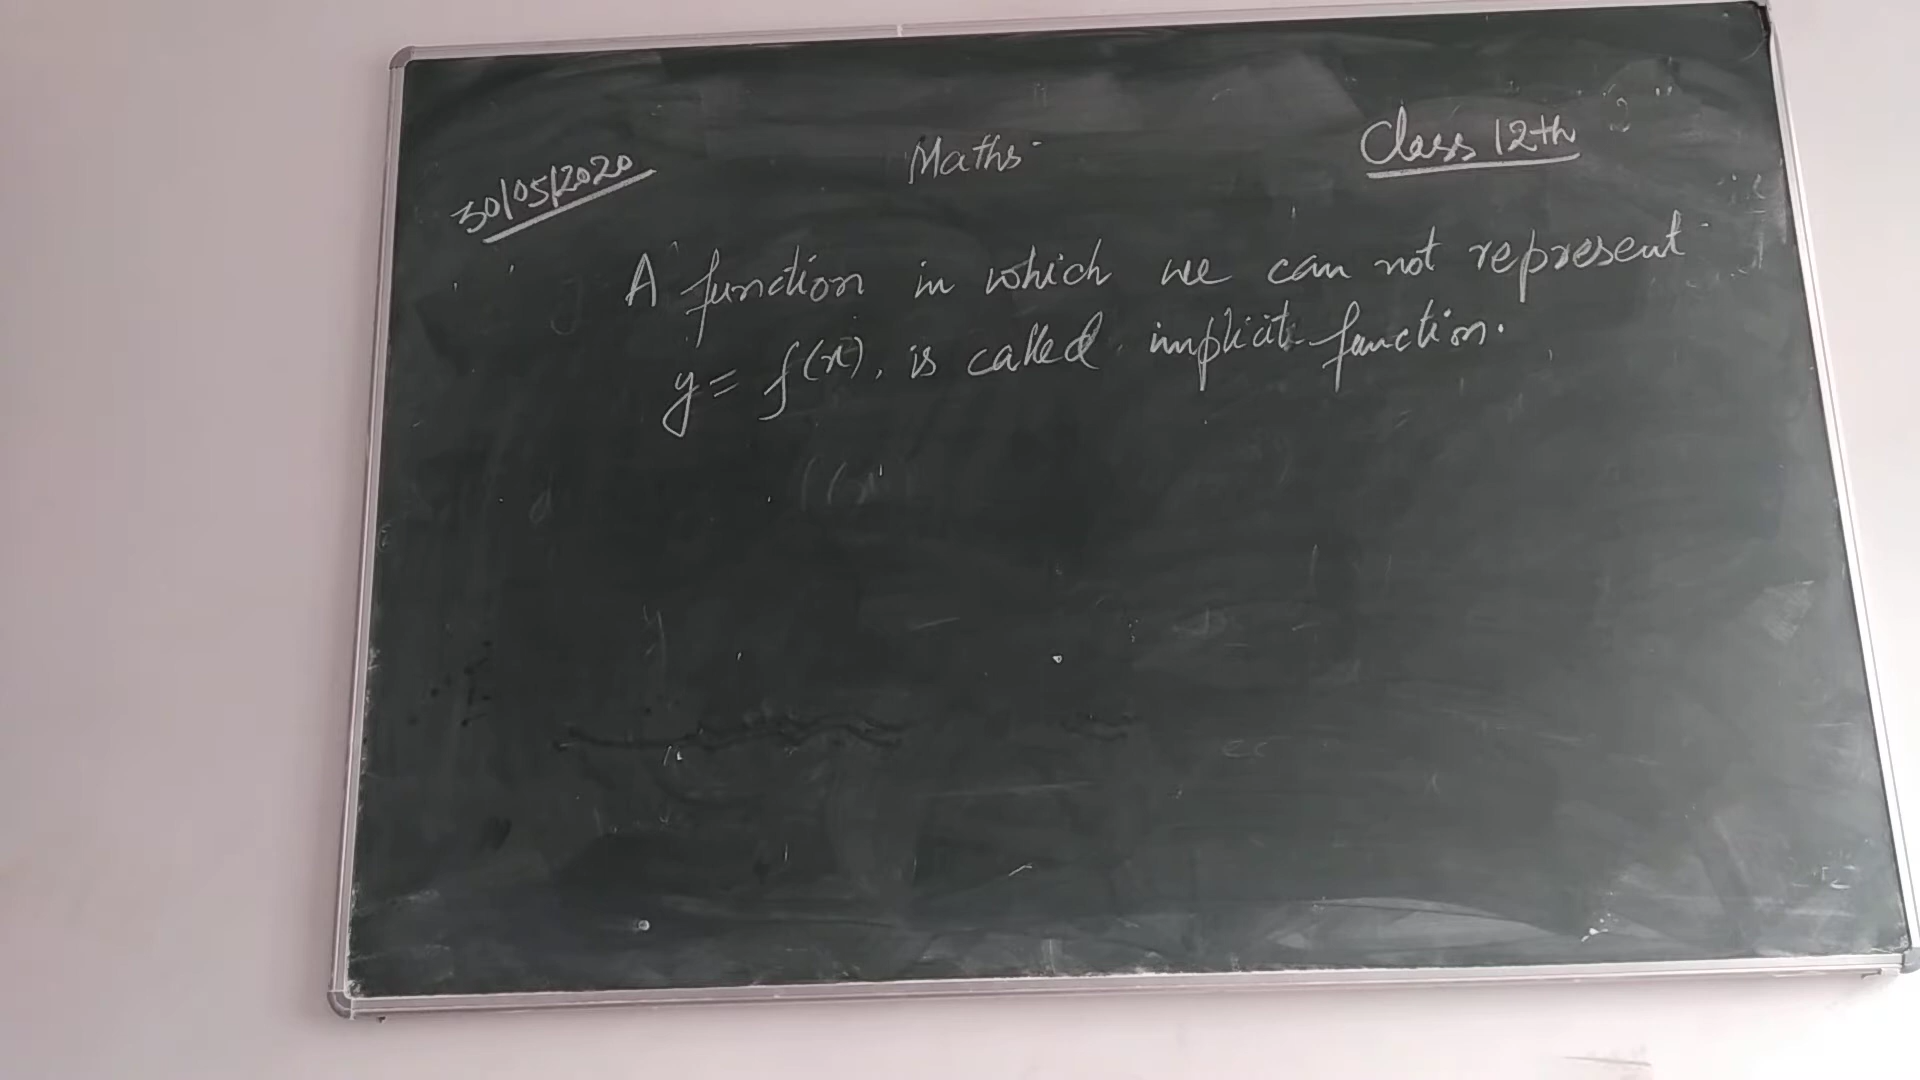 30/05/2020
Maths
Class 12th
A function in which we can not represent
y = f(x), is called implicit function.